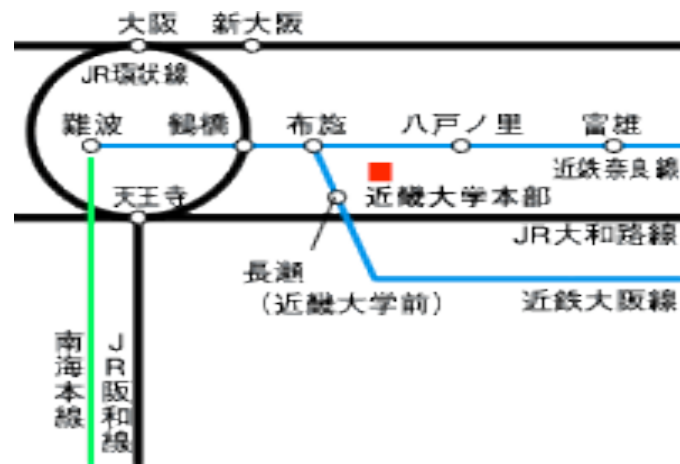 大阪
新大阪
JR環状線
難波
鶴橋
布施
八戸ノ里
富雄
近鉄奈良線
天王寺
近畿大学本部
JR大和路線
長瀬
（近畿大学前）
近鉄大阪線
南海本線
JR阪和線